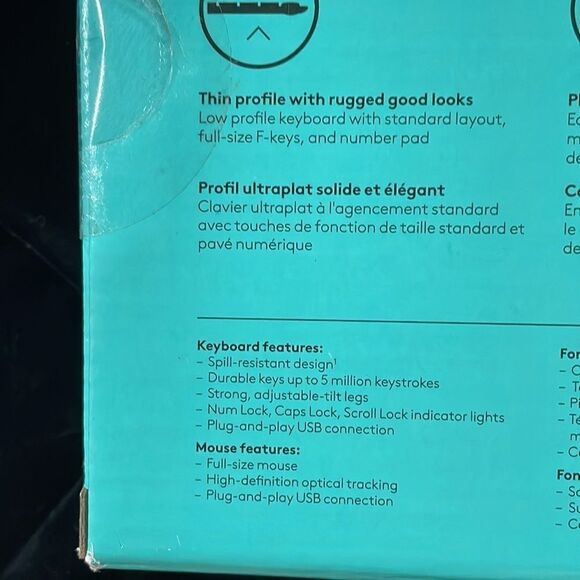 Thin profile with rugged good looks
Low profile keyboard with standard layout,
full-size F-keys, and number pad
Profil ultraplat solide et élégant
Clavier ultraplat à l'agencement standard
avec touches de fonction de taille standard et
pavé numérique
Keyboard features:
– Spill-resistant design¹
– Durable keys up to 5 million keystrokes
– Strong, adjustable-tilt legs
– Num Lock, Caps Lock, Scroll Lock indicator lights
– Plug-and-play USB connection
Mouse features:
– Full-size mouse
– High-definition optical tracking
– Plug-and-play USB connection
En
le
de